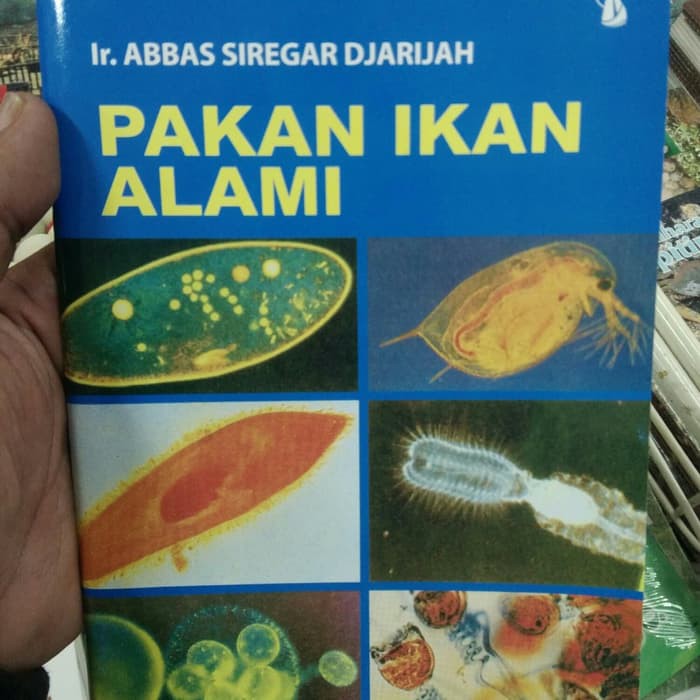 Ir. ABBAS SIREGAR DJARIJAH
PAKAN IKAN
ALAMI